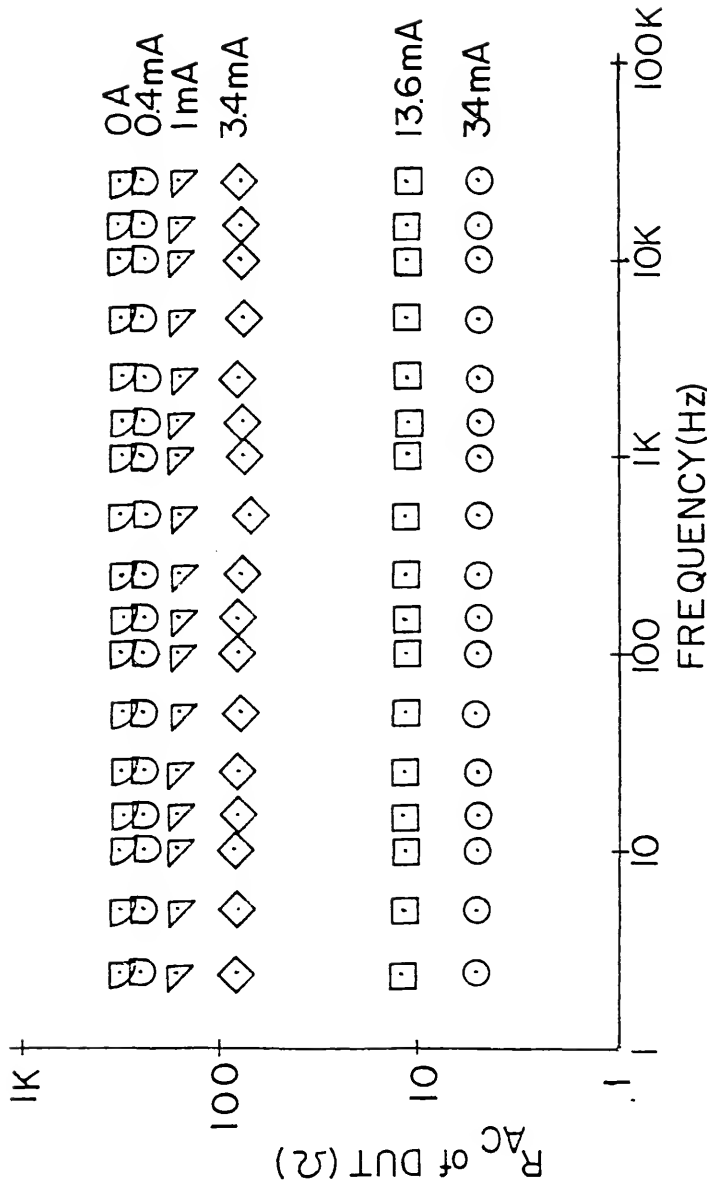 1K
100
10
1
R_AC of DUT (Ω)
0A
0.4mA
1mA
3.4mA
13.6mA
34mA
1
10
100
1K
10K
100K
FREQUENCY (Hz)